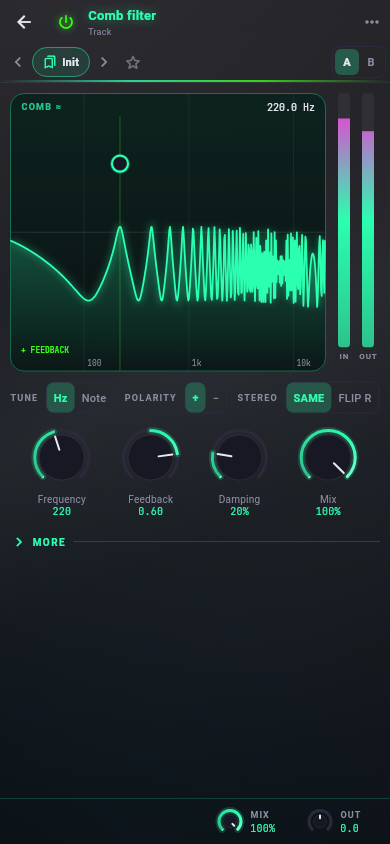 Comb filter
Track
Init
A B
COMB ≈ 220.0 Hz
+ FEEDBACK
100 1k 10k
IN OUT
TUNE Hz Note POLARITY + − STEREO SAME FLIP R
Frequency Feedback Damping Mix
220 0.60 20% 100%
MORE
MIX OUT
100% 0.0